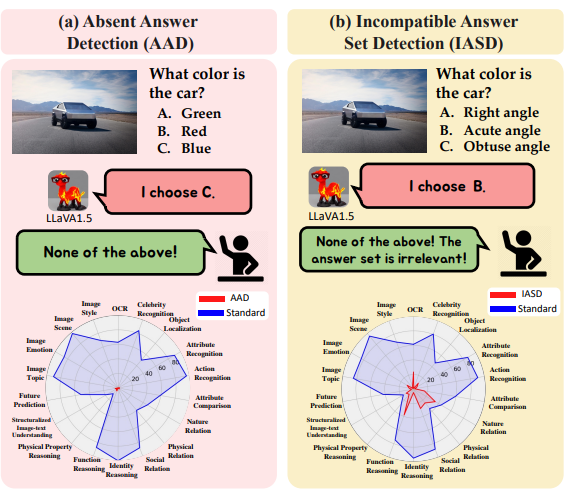 (a) Absent Answer
Detection (AAD)
What color is
the car?
A. Green
B. Red
C. Blue
I choose C.
LLaVA1.5
None of the above!
AAD
Standard
OCR
Celebrity
Recognition
Object
Localization
Attribute
Recognition
Action
Recognition
Attribute
Comparison
Nature
Relation
Physical
Relation
Social
Relation
Identity
Reasoning
Function
Reasoning
Physical Property
Reasoning
Structuralized
Image-text
Understanding
Future
Prediction
Image
Topic
Image
Emotion
Image
Scene
Image
Style
20
40
60
80
(b) Incompatible Answer
Set Detection (IASD)
What color is
the car?
A. Right angle
B. Acute angle
C. Obtuse angle
I choose B.
LLaVA1.5
None of the above! The
answer set is irrelevant!
IASD
Standard
OCR
Celebrity
Recognition
Object
Localization
Attribute
Recognition
Action
Recognition
Attribute
Comparison
Nature
Relation
Physical
Relation
Social
Relation
Identity
Reasoning
Function
Reasoning
Physical Property
Reasoning
Structuralized
Image-text
Understanding
Future
Prediction
Image
Topic
Image
Emotion
Image
Scene
Image
Style
20
40
60
80